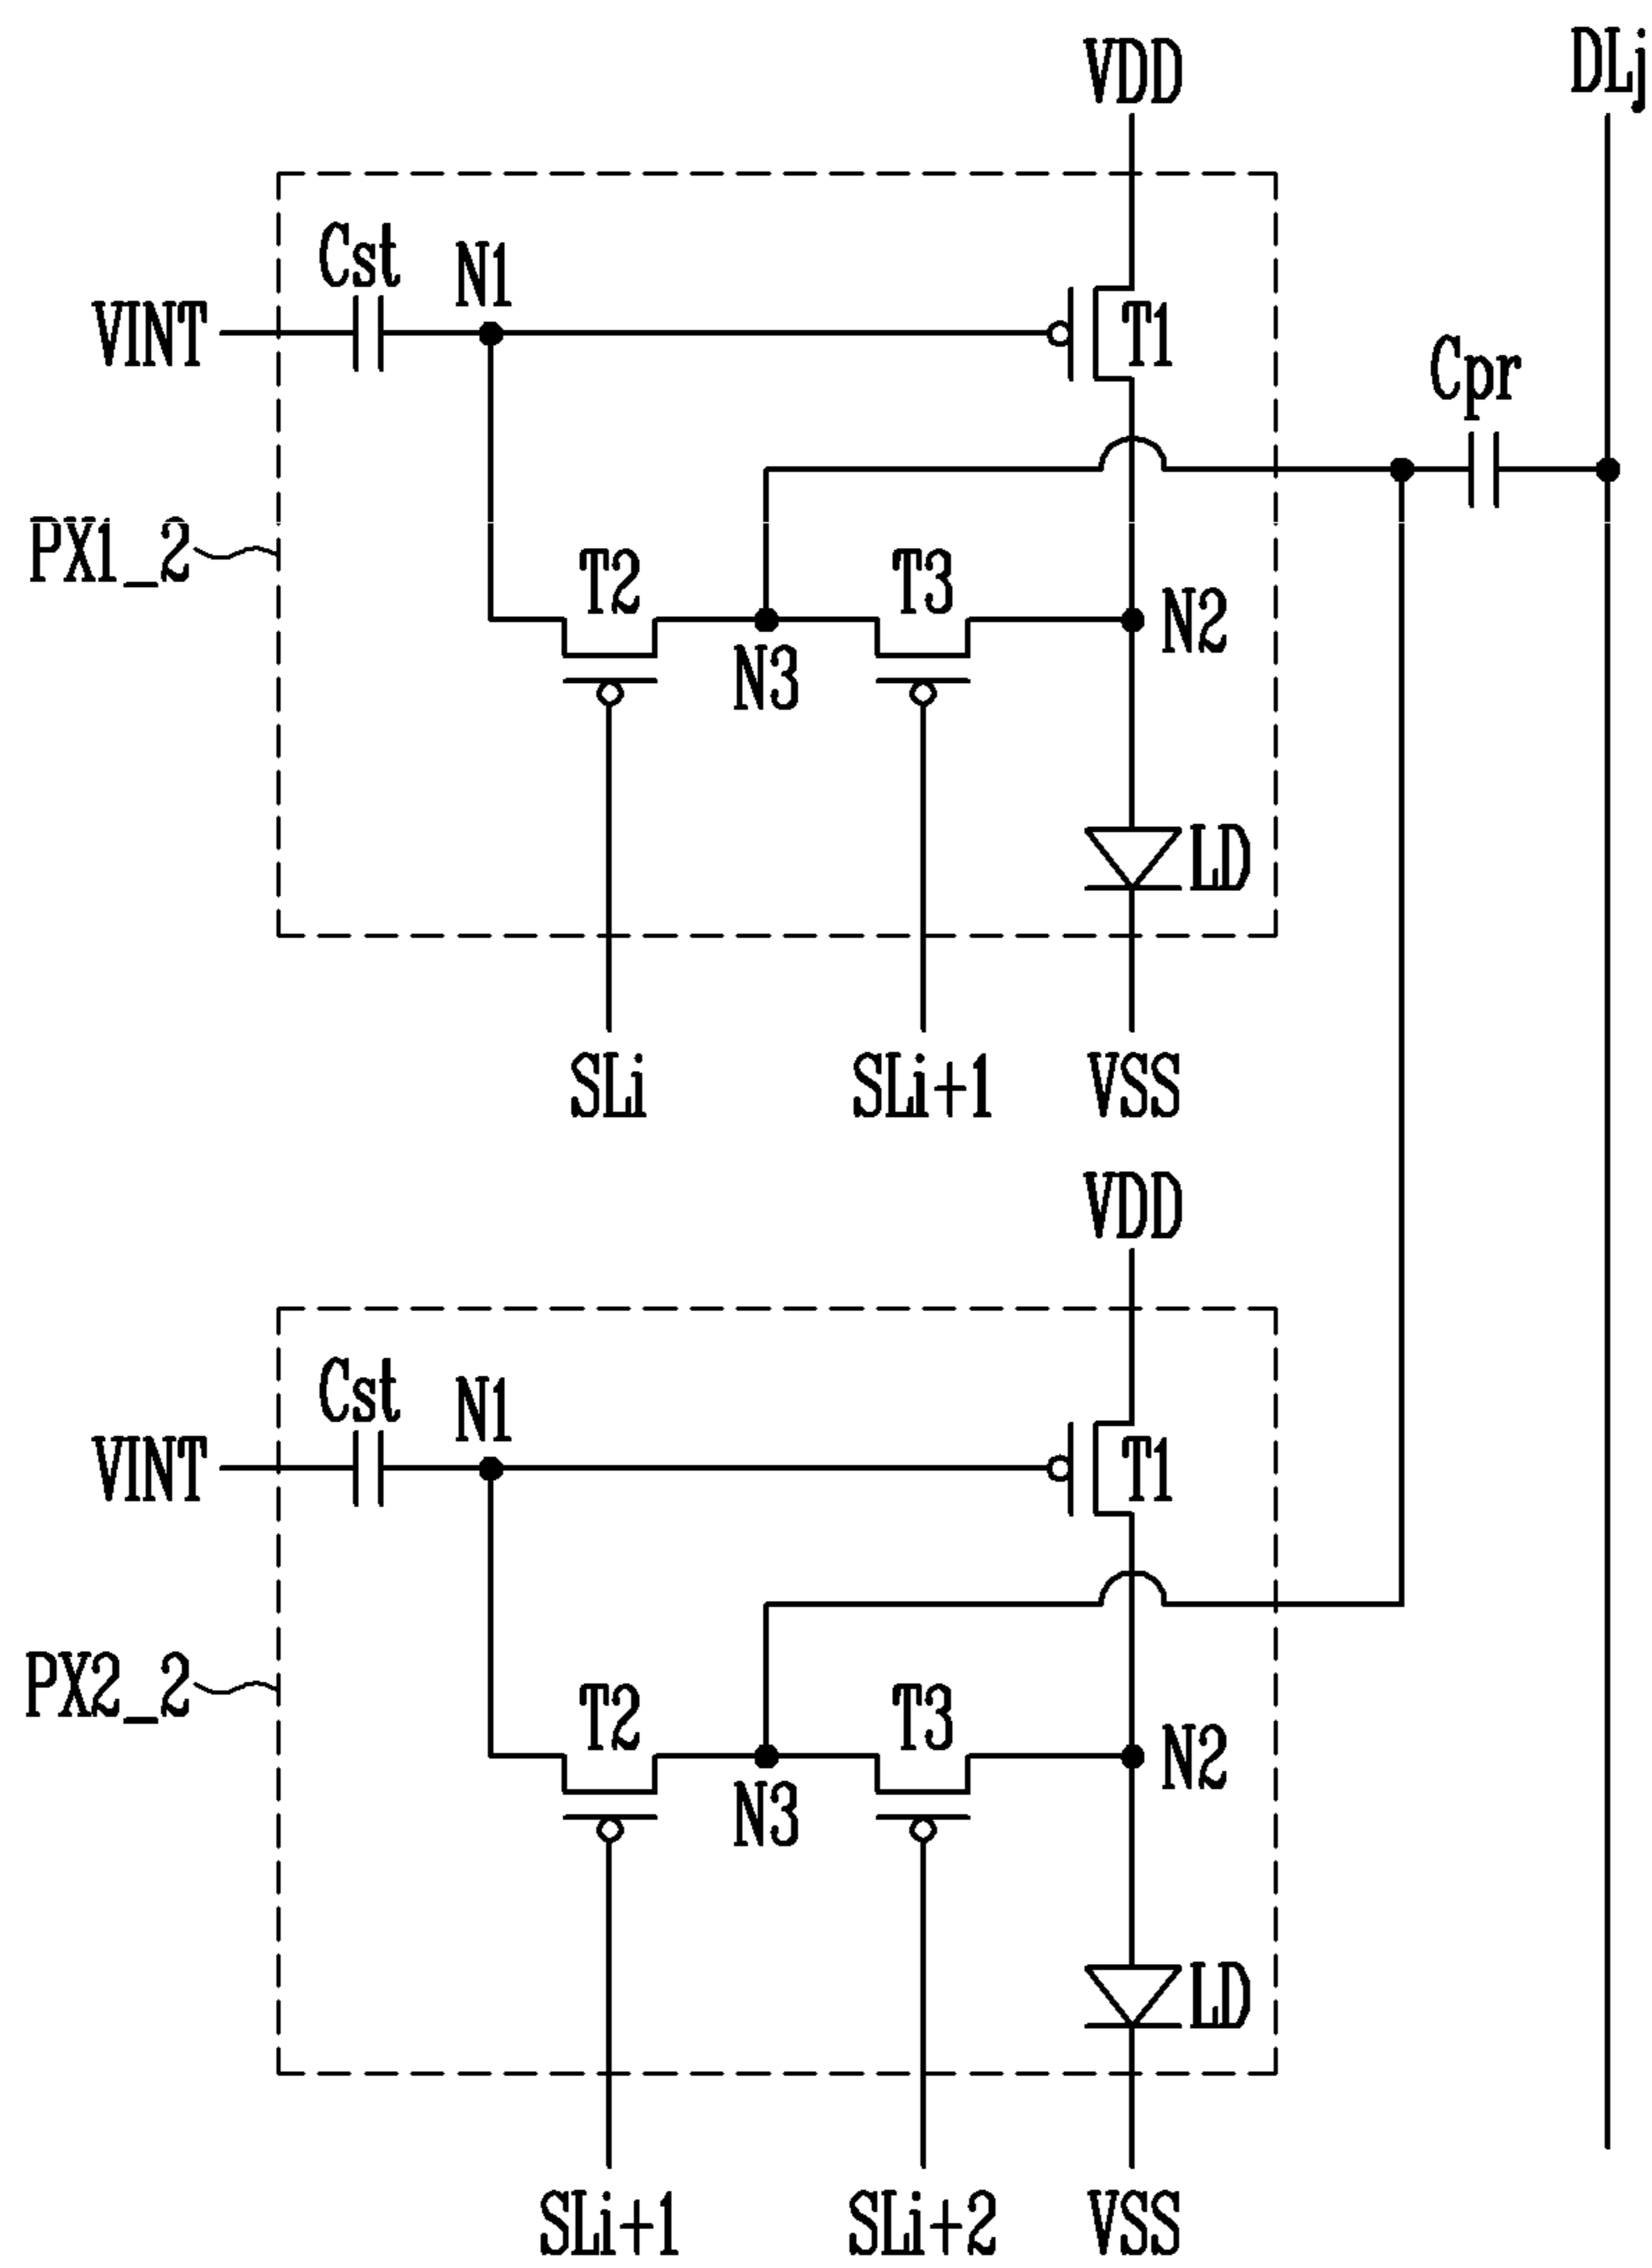 VDD
DLj
Cst
N1
VINT
T1
Cpr
PX1_2
T2
T3
N2
N3
LD
SLi
SLi+1
VSS
VDD
Cst
N1
VINT
T1
PX2_2
T2
T3
N2
N3
LD
SLi+1
SLi+2
VSS